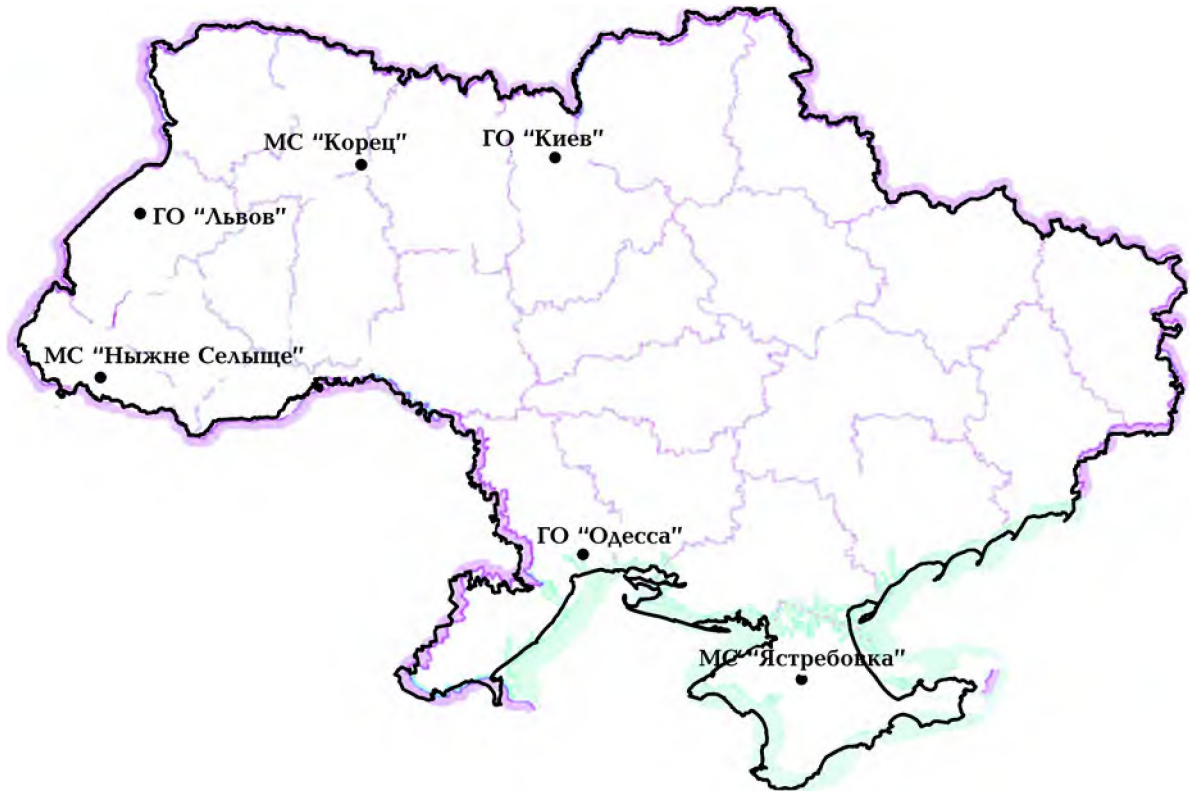 МС “Корец”
ГО “Киев”
ГО “Львов”
МС “Ныжне Селыще”
ГО “Одесса”
МС “Ястребовка”